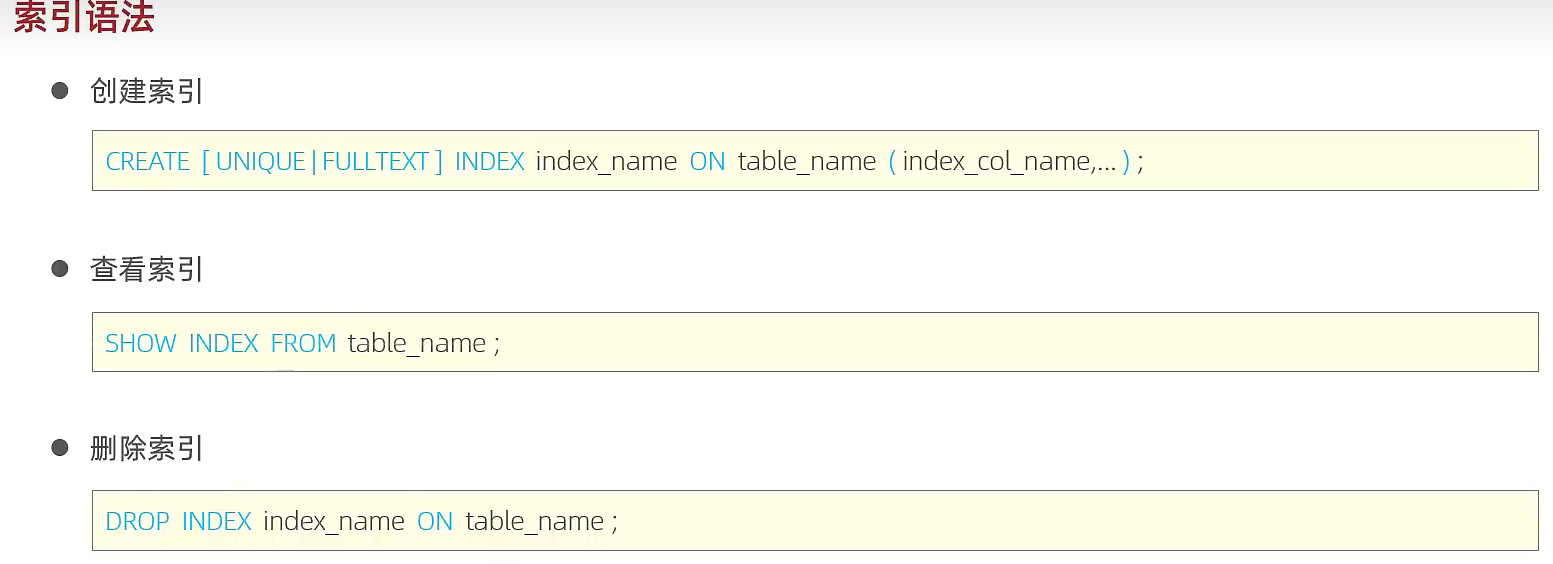 索引语法
创建索引
CREATE [ UNIQUE | FULLTEXT ] INDEX index_name ON table_name ( index_col_name,... ) ;
查看索引
SHOW INDEX FROM table_name ;
删除索引
DROP INDEX index_name ON table_name ;